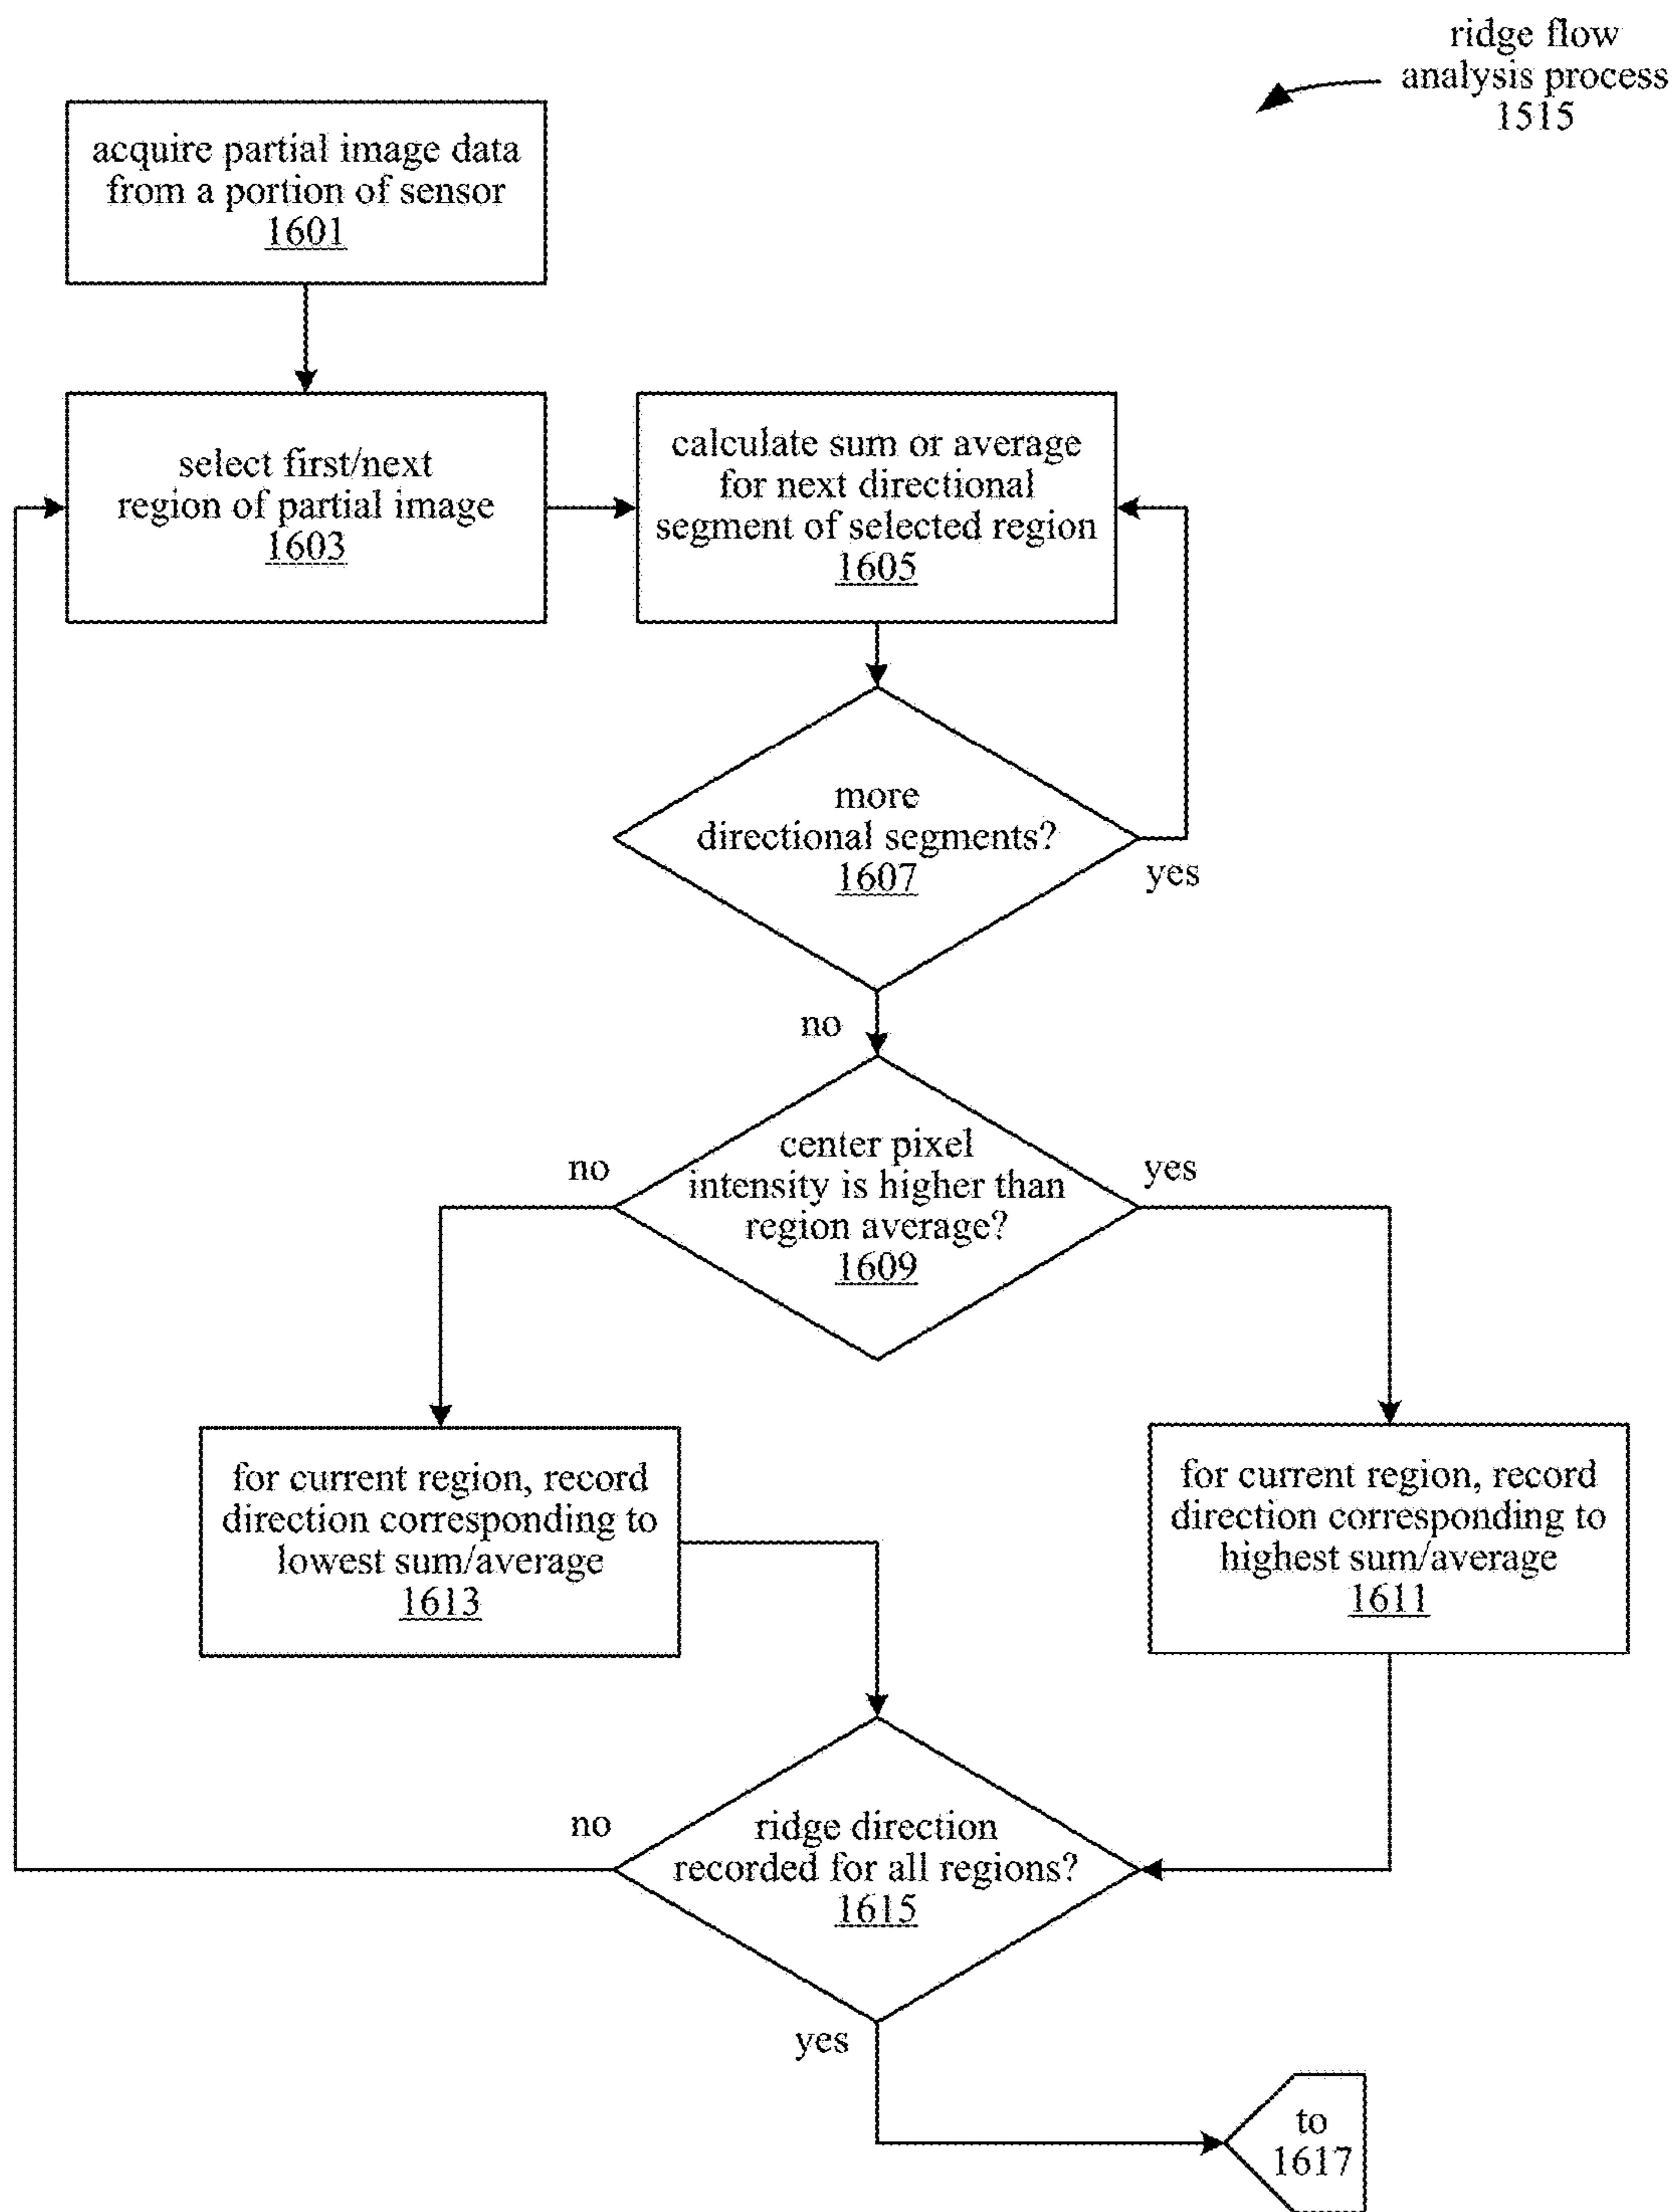 ridge flow
analysis process
1515
acquire partial image data
from a portion of sensor
1601
select first/next
region of partial image
1603
calculate sum or average
for next directional
segment of selected region
1605
more
directional segments?
1607
yes
no
center pixel
intensity is higher than
region average?
1609
no
yes
for current region, record
direction corresponding to
lowest sum/average
1613
for current region, record
direction corresponding to
highest sum/average
1611
no
ridge direction
recorded for all regions?
1615
yes
to
1617